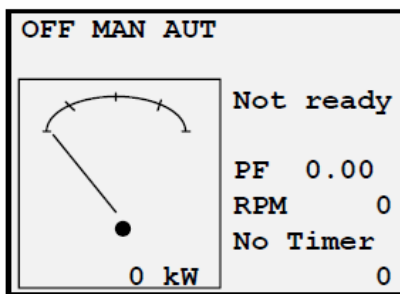 OFF MAN AUT
Not ready
PF 0.00
RPM 0
No Timer
0 kW 0